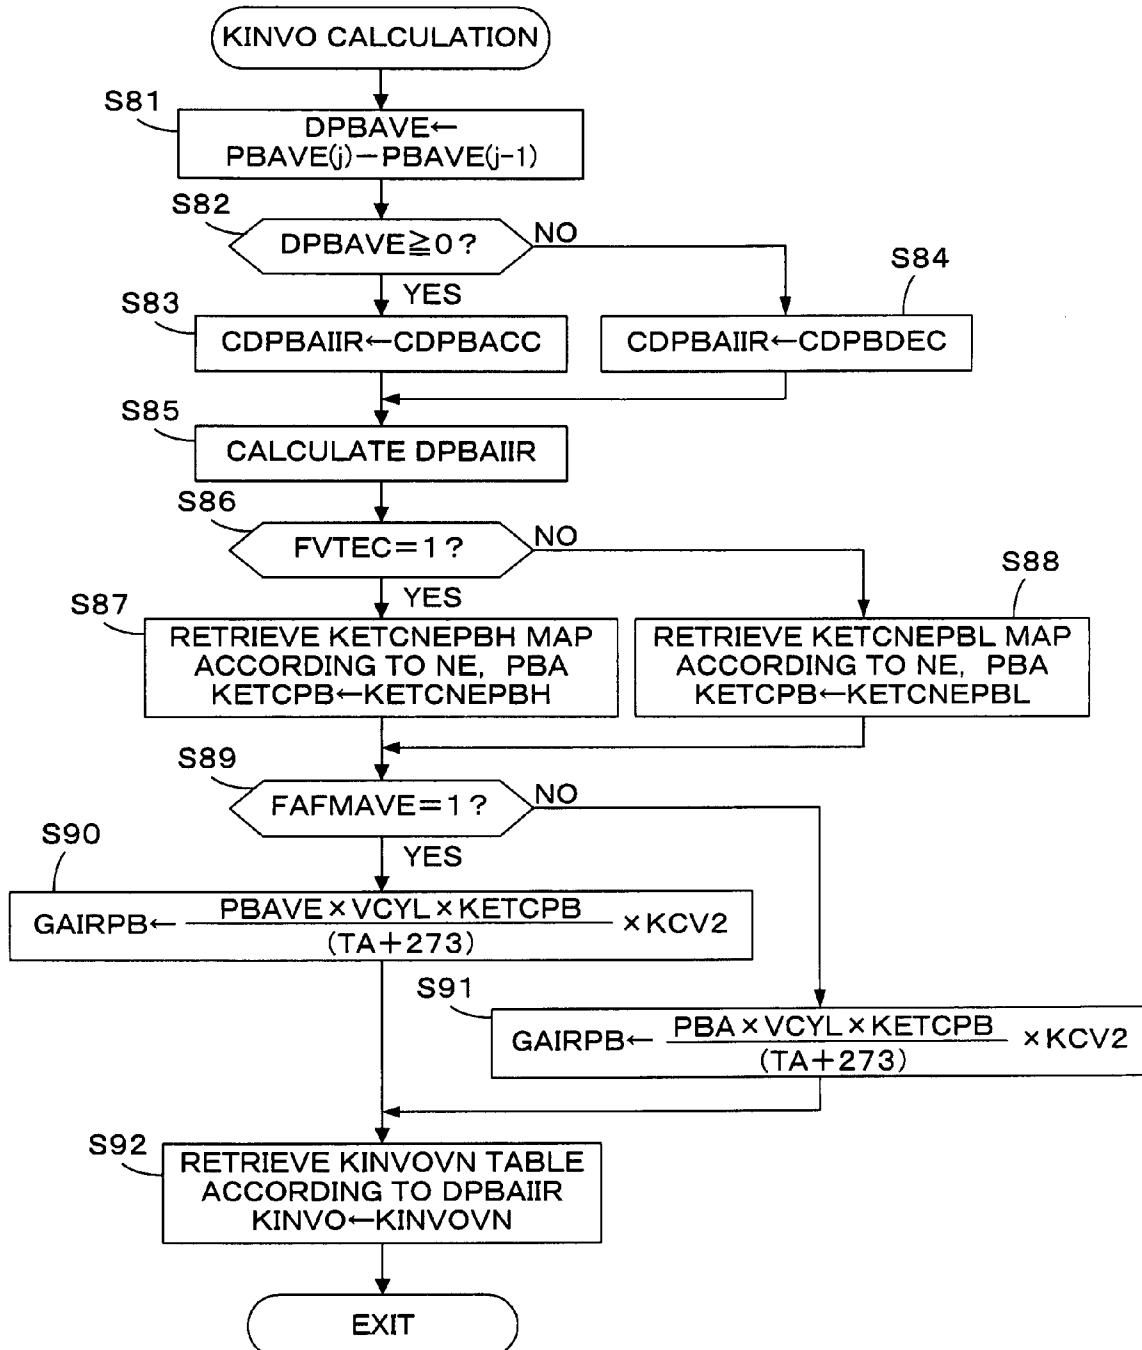 KINVO CALCULATION
S81
DPBAVE←
PBAVE(j)−PBAVE(j-1)
S82
DPBAVE≧0?
NO
YES
S83
CDPBAIIR←CDPBACC
S84
CDPBAIIR←CDPBDEC
S85
CALCULATE DPBAIIR
S86
FVTEC=1?
NO
YES
S87
RETRIEVE KETCNEPBH MAP
ACCORDING TO NE, PBA
KETCPB←KETCNEPBH
S88
RETRIEVE KETCNEPBL MAP
ACCORDING TO NE, PBA
KETCPB←KETCNEPBL
S89
FAFMAVE=1?
NO
YES
S90
PBAVE×VCYL×KETCPB
GAIRPB← ×KCV2
(TA+273)
S91
PBA×VCYL×KETCPB
GAIRPB← ×KCV2
(TA+273)
S92
RETRIEVE KINVOVN TABLE
ACCORDING TO DPBAIIR
KINVO←KINVOVN
EXIT